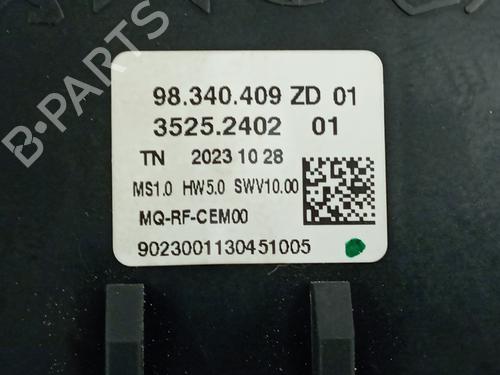 98.340.409 ZD 01
3525.2402 01
TN 2023 10 28
MS1.0 HW5.0 SWV10.00
MQ-RF-CEM00
9023001130451005
B-PARTS